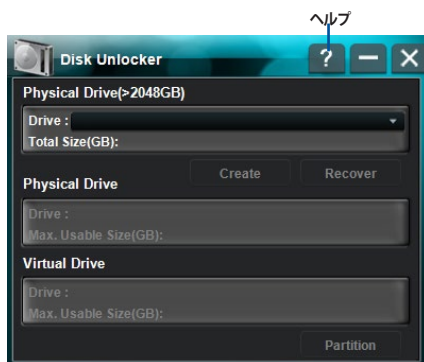 ヘルプ
Disk Unlocker
?
Physical Drive(>2048GB)
Drive :
Total Size(GB):
Create Recover
Physical Drive
Drive :
Max. Usable Size(GB):
Virtual Drive
Drive :
Max. Usable Size(GB):
Partition